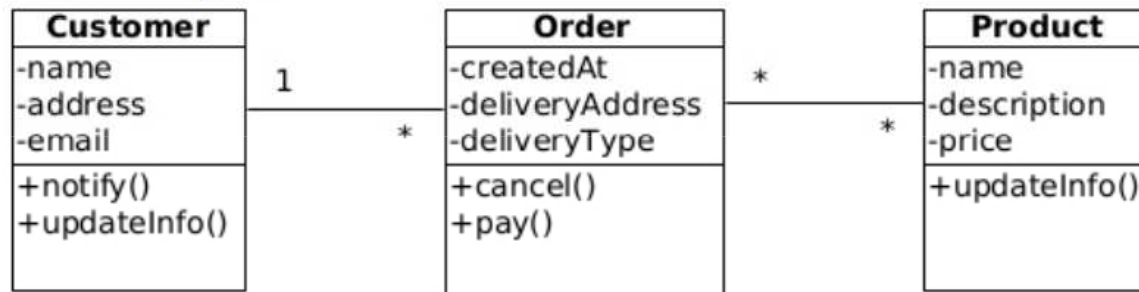 Customer
-name
-address
-email
+notify()
+updateInfo()
1
*
Order
-createdAt
-deliveryAddress
-deliveryType
+cancel()
+pay()
*
*
Product
-name
-description
-price
+updateInfo()